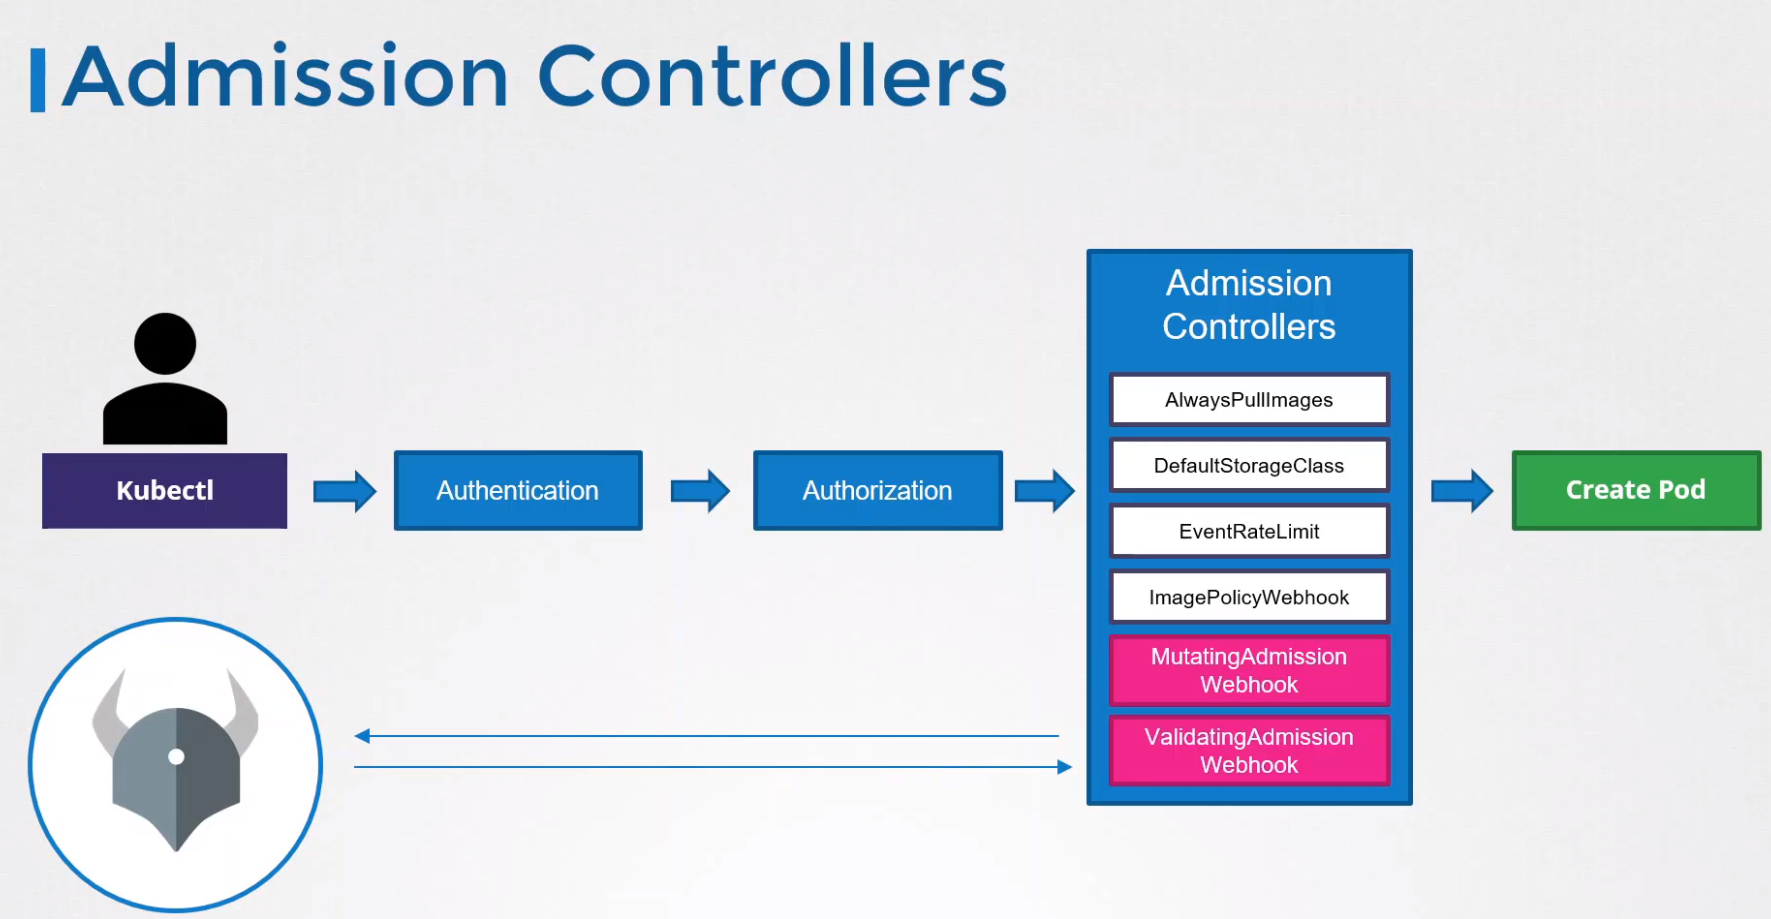 Admission Controllers
Kubectl
Authentication
Authorization
Admission
Controllers
AlwaysPullImages
DefaultStorageClass
EventRateLimit
ImagePolicyWebhook
MutatingAdmission
Webhook
ValidatingAdmission
Webhook
Create Pod